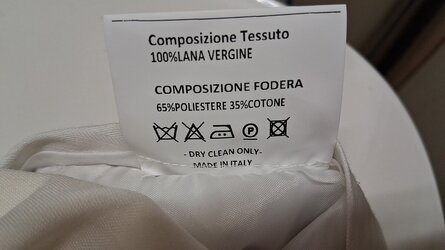 Composizione Tessuto
100%LANA VERGINE
COMPOSIZIONE FODERA
65%POLIESTERE 35%COTONE
P
- DRY CLEAN ONLY-
MADE IN ITALY